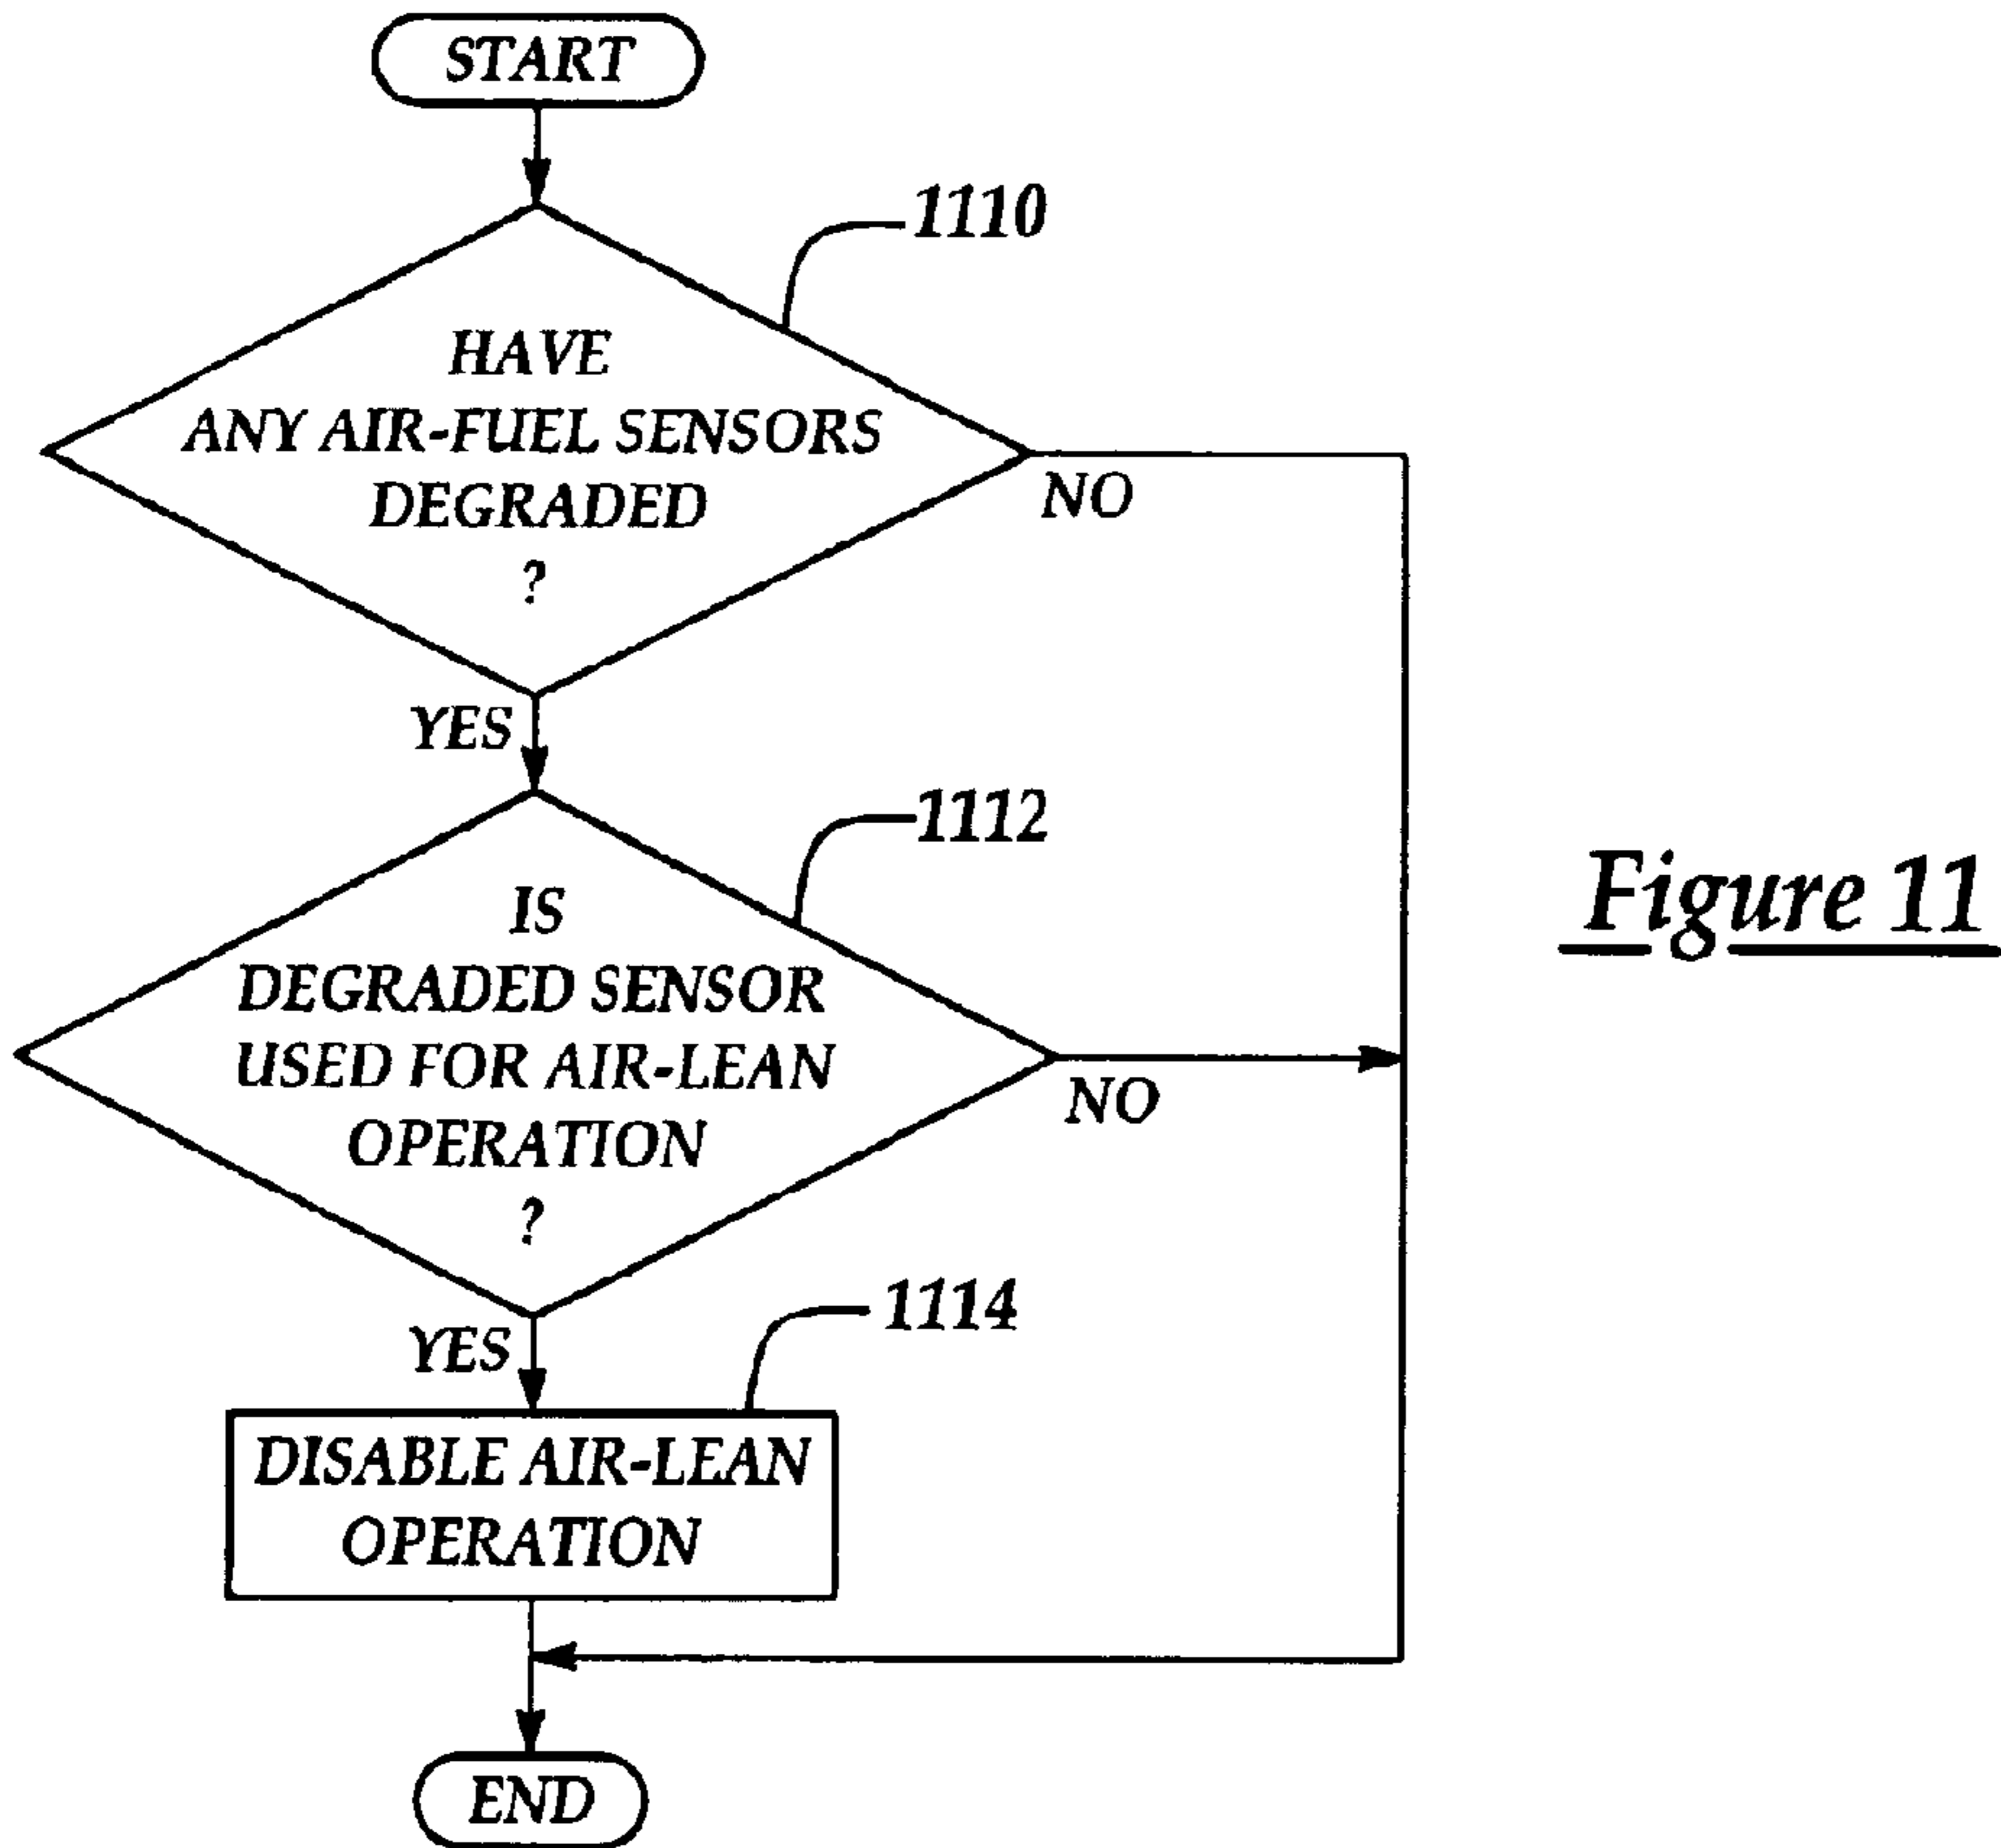 START
1110
HAVE
ANY AIR-FUEL SENSORS
DEGRADED
?
NO
YES
1112
IS
DEGRADED SENSOR
USED FOR AIR-LEAN
OPERATION
?
NO
YES
1114
DISABLE AIR-LEAN
OPERATION
END
Figure 11